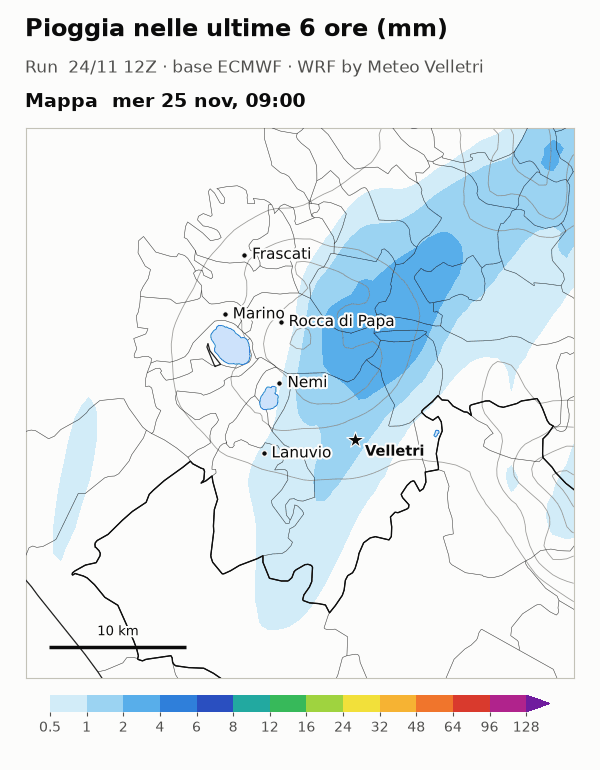 Pioggia nelle ultime 6 ore (mm)
Run  24/11 12Z · base ECMWF · WRF by Meteo Velletri
Mappa  mer 25 nov, 09:00
Frascati
Marino
Rocca di Papa
Nemi
Velletri
Lanuvio
10 km
0.5 1 2 4 6 8 12 16 24 32 48 64 96 128